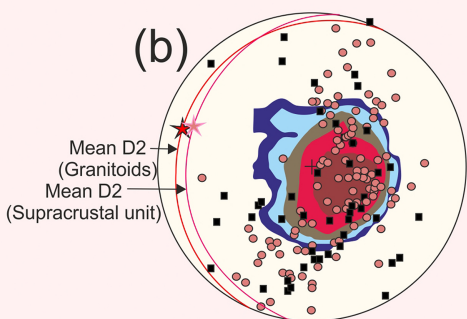 (b)
Mean D2
(Granitoids)
Mean D2
(Supracrustal unit)